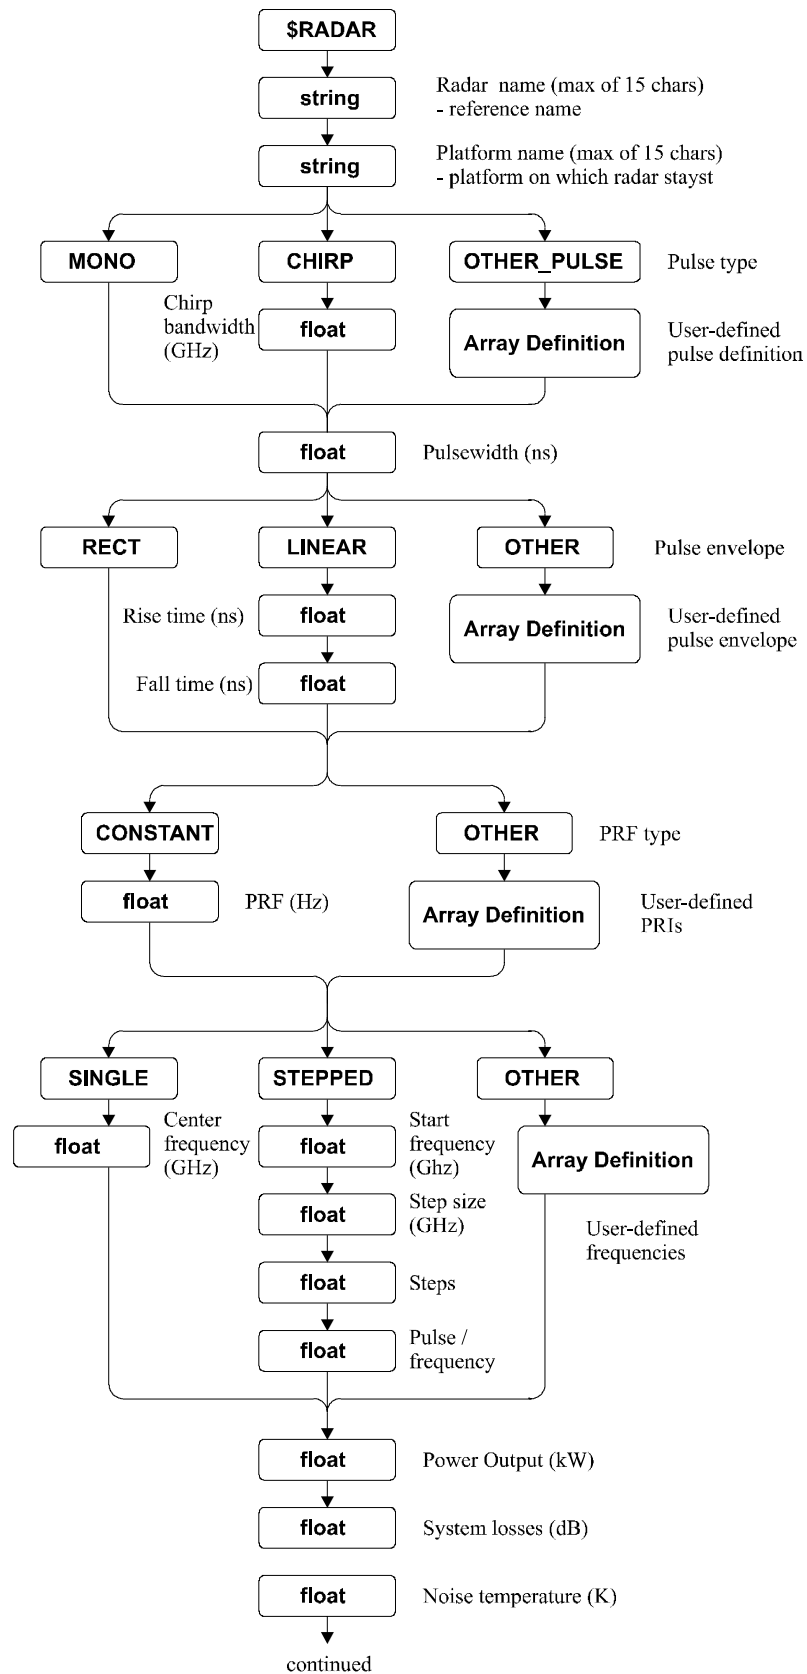 $RADAR
string
Radar name (max of 15 chars)
- reference name
string
Platform name (max of 15 chars)
- platform on which radar stayst
MONO
CHIRP
OTHER_PULSE
Pulse type
Chirp
bandwidth
(GHz)
float
Array Definition
User-defined
pulse definition
float
Pulsewidth (ns)
RECT
LINEAR
OTHER
Pulse envelope
Rise time (ns)
float
Array Definition
User-defined
pulse envelope
Fall time (ns)
float
CONSTANT
OTHER
PRF type
float
PRF (Hz)
Array Definition
User-defined
PRIs
SINGLE
STEPPED
OTHER
float
Center
frequency
(GHz)
float
Start
frequency
(Ghz)
Array Definition
float
Step size
(GHz)
User-defined
frequencies
float
Steps
float
Pulse /
frequency
float
Power Output (kW)
float
System losses (dB)
float
Noise temperature (K)
continued